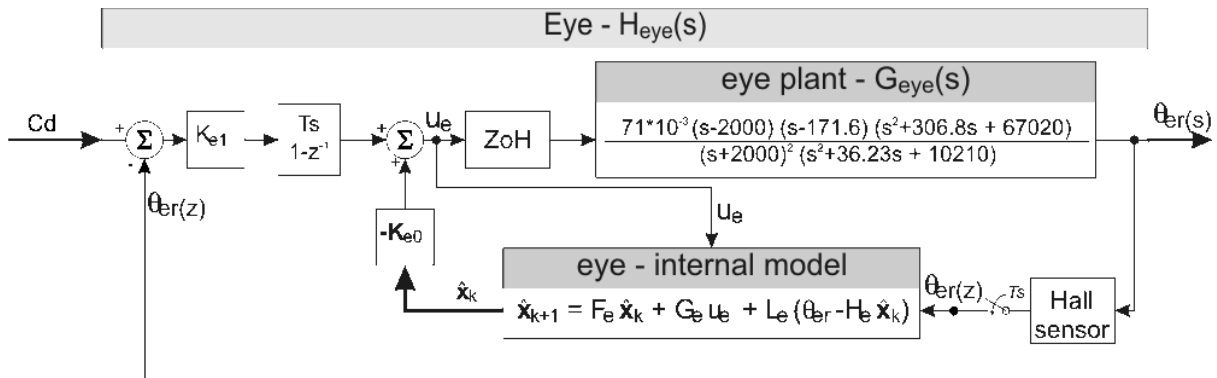 Eye - Heye(s)
eye plant - Geye(s)
Cd
+
-
Σ
Ke1
Ts
1-z⁻¹
+
+
Σ
ue
ZoH
71*10⁻³ (s-2000) (s-171.6) (s²+306.8s + 67020)
(s+2000)² (s²+36.23s + 10210)
θer(s)
θer(z)
-Ke0
ue
eye - internal model
x̂k
x̂k+1 = Fe x̂k + Ge ue + Le (θer -He x̂k)
θer(z)
Ts
Hall
sensor